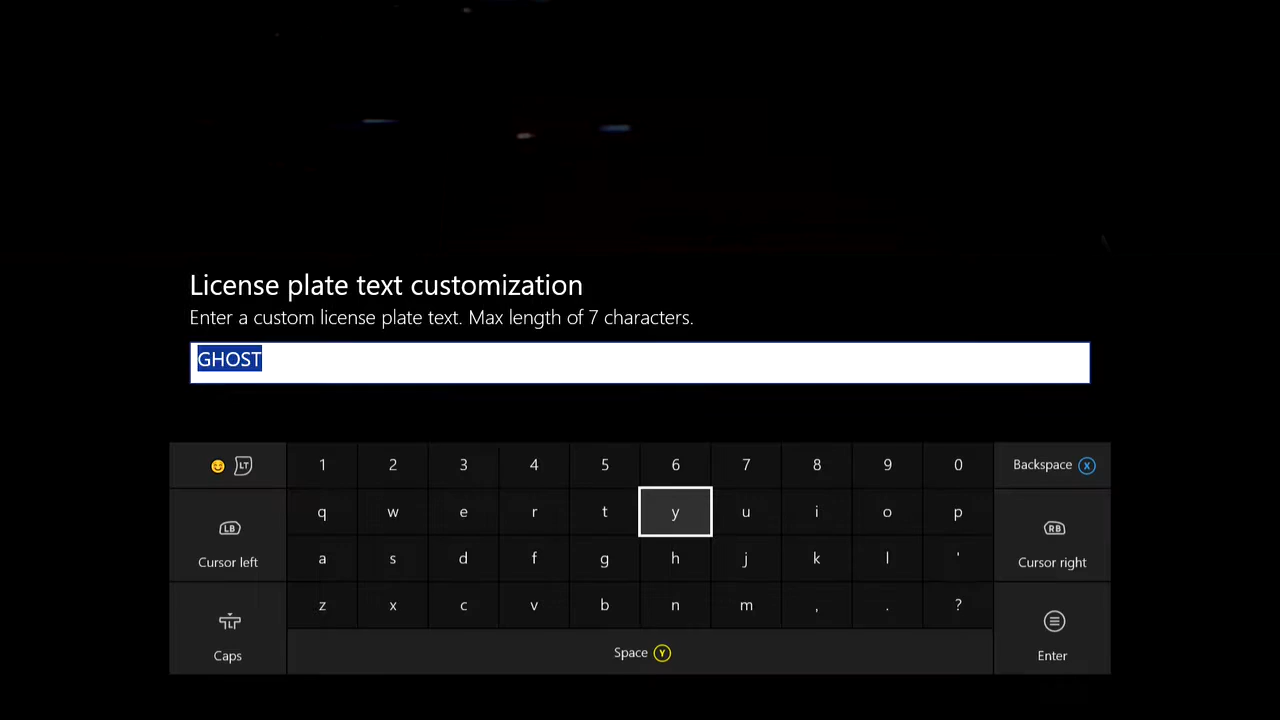 License plate text customization
Enter a custom license plate text. Max length of 7 characters.
GHOST
LT 1 2 3 4 5 6 7 8 9 0 Backspace X
q w e r t y u i o p
LB Cursor left a s d f g h j k l ' RB Cursor right
z x c v b n m , . ?
L Caps Space Y Enter